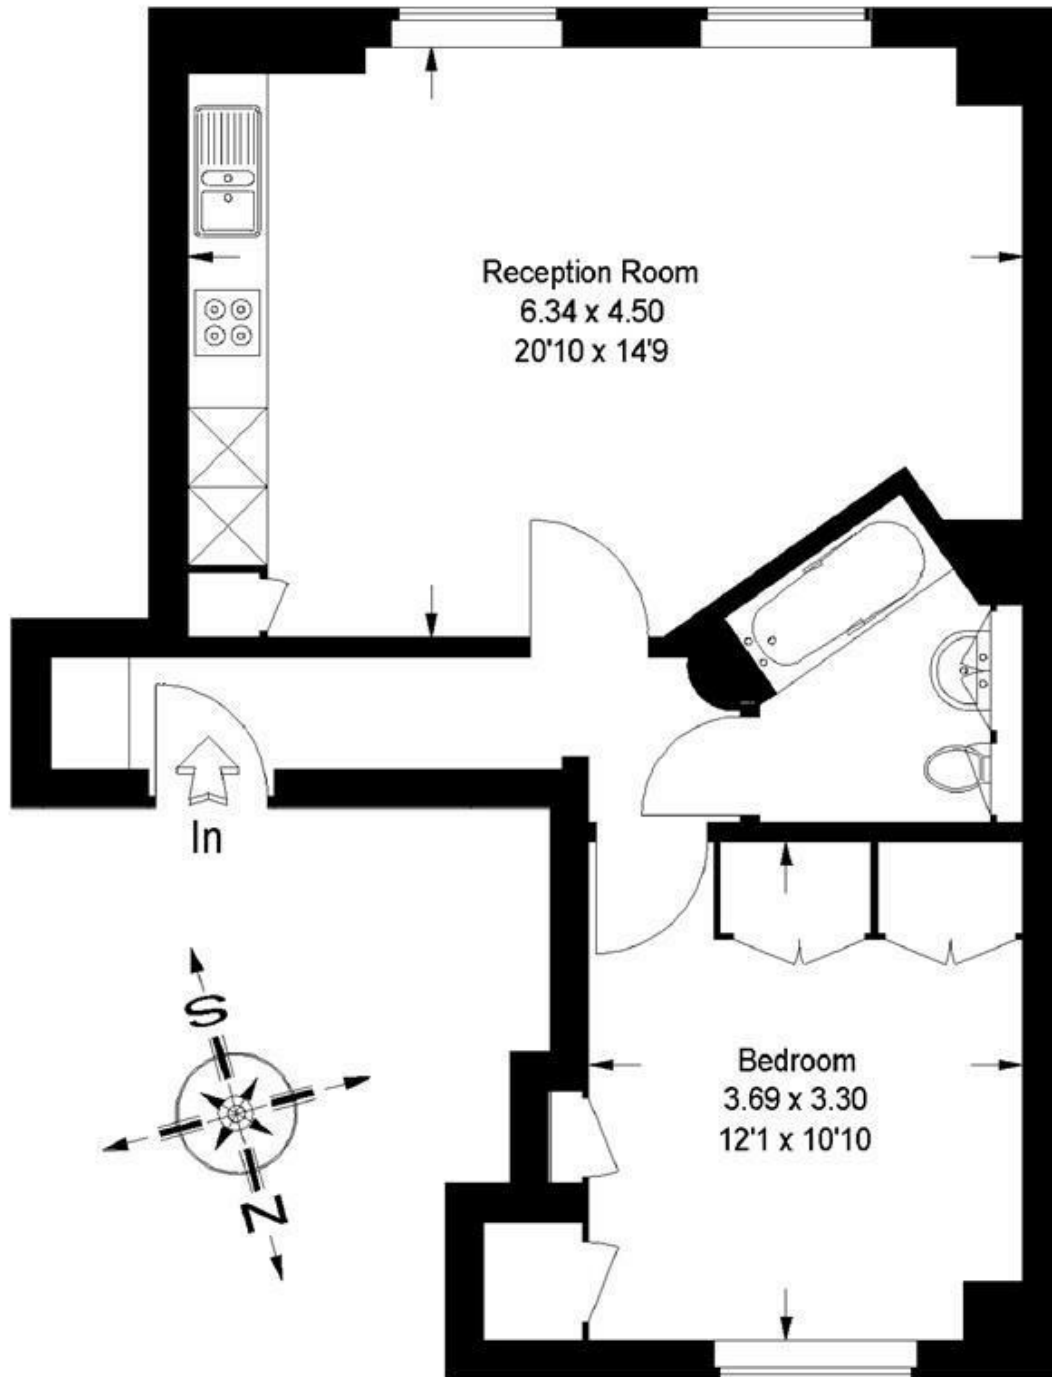 Reception Room
6.34 x 4.50
20'10 x 14'9
In
S
N
Bedroom
3.69 x 3.30
12'1 x 10'10